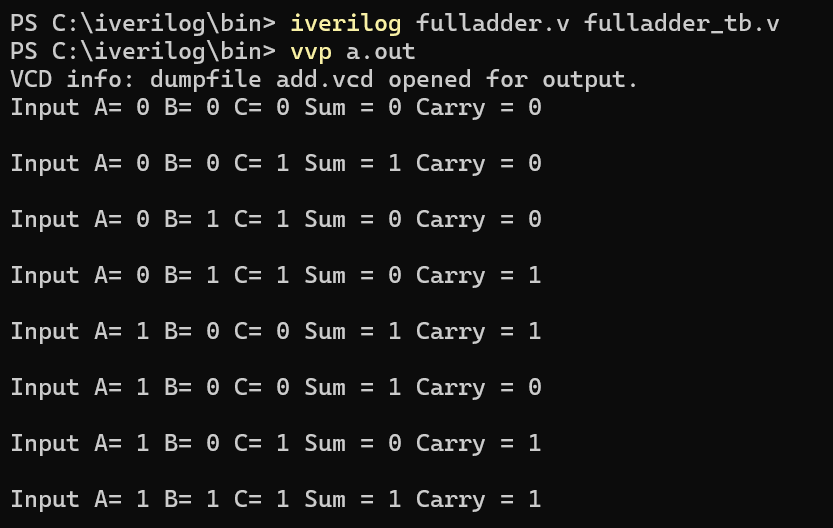 PS C:\iverilog\bin> iverilog fulladder.v fulladder_tb.v
PS C:\iverilog\bin> vvp a.out
VCD info: dumpfile add.vcd opened for output.
Input A= 0 B= 0 C= 0 Sum = 0 Carry = 0
Input A= 0 B= 0 C= 1 Sum = 1 Carry = 0
Input A= 0 B= 1 C= 1 Sum = 0 Carry = 0
Input A= 0 B= 1 C= 1 Sum = 0 Carry = 1
Input A= 1 B= 0 C= 0 Sum = 1 Carry = 1
Input A= 1 B= 0 C= 0 Sum = 1 Carry = 0
Input A= 1 B= 0 C= 1 Sum = 0 Carry = 1
Input A= 1 B= 1 C= 1 Sum = 1 Carry = 1